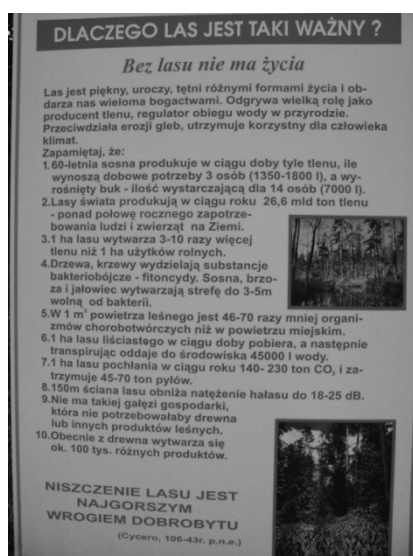 DLACZEGO LAS JEST TAKI WAŻNY ?
Bez lasu nie ma życia
Las jest piękny, uroczy, tętni różnymi formami życia i ob-
darza nas wieloma bogactwami. Odgrywa wielką rolę jako
producent tlenu, regulator obiegu wody w przyrodzie.
Przeciwdziała erozji gleb, utrzymuje korzystny dla człowieka
klimat.
Zapamiętaj, że:
1.60-letnia sosna produkuje w ciągu doby tyle tlenu, ile
wynoszą dobowe potrzeby 3 osób (1350-1800 l), a wy-
rośnięty buk - ilość wystarczającą dla 14 osób (7000 l).
2.Lasy świata produkują w ciągu roku 26,6 mld ton tlenu
- ponad połowę rocznego zapotrze-
bowania ludzi i zwierząt na Ziemi.
3.1 ha lasu wytwarza 3-10 razy więcej
tlenu niż 1 ha użytków rolnych.
4.Drzewa, krzewy wydzielają substancje
bakteriobójcze - fitoncydy. Sosna, brzo-
za i jałowiec wytwarzają strefę do 3-5m
wolną od bakterii.
5.W 1 m³ powietrza leśnego jest 46-70 razy mniej organi-
zmów chorobotwórczych niż w powietrzu miejskim.
6.1 ha lasu liściastego w ciągu doby pobiera, a następnie
transpirując oddaje do środowiska 45000 l wody.
7.1 ha lasu pochłania w ciągu roku 140- 230 ton CO₂ i za-
trzymuje 45-70 ton pyłów.
8.150m ściana lasu obniża natężenie hałasu do 18-25 dB.
9.Nie ma takiej gałęzi gospodarki,
która nie potrzebowałaby drewna
lub innych produktów leśnych.
10.Obecnie z drewna wytwarza się
ok. 100 tys. różnych produktów.
NISZCZENIE LASU JEST
NAJGORSZYM
WROGIEM DOBROBYTU
(Cycero, 106-43r. p.n.e.)